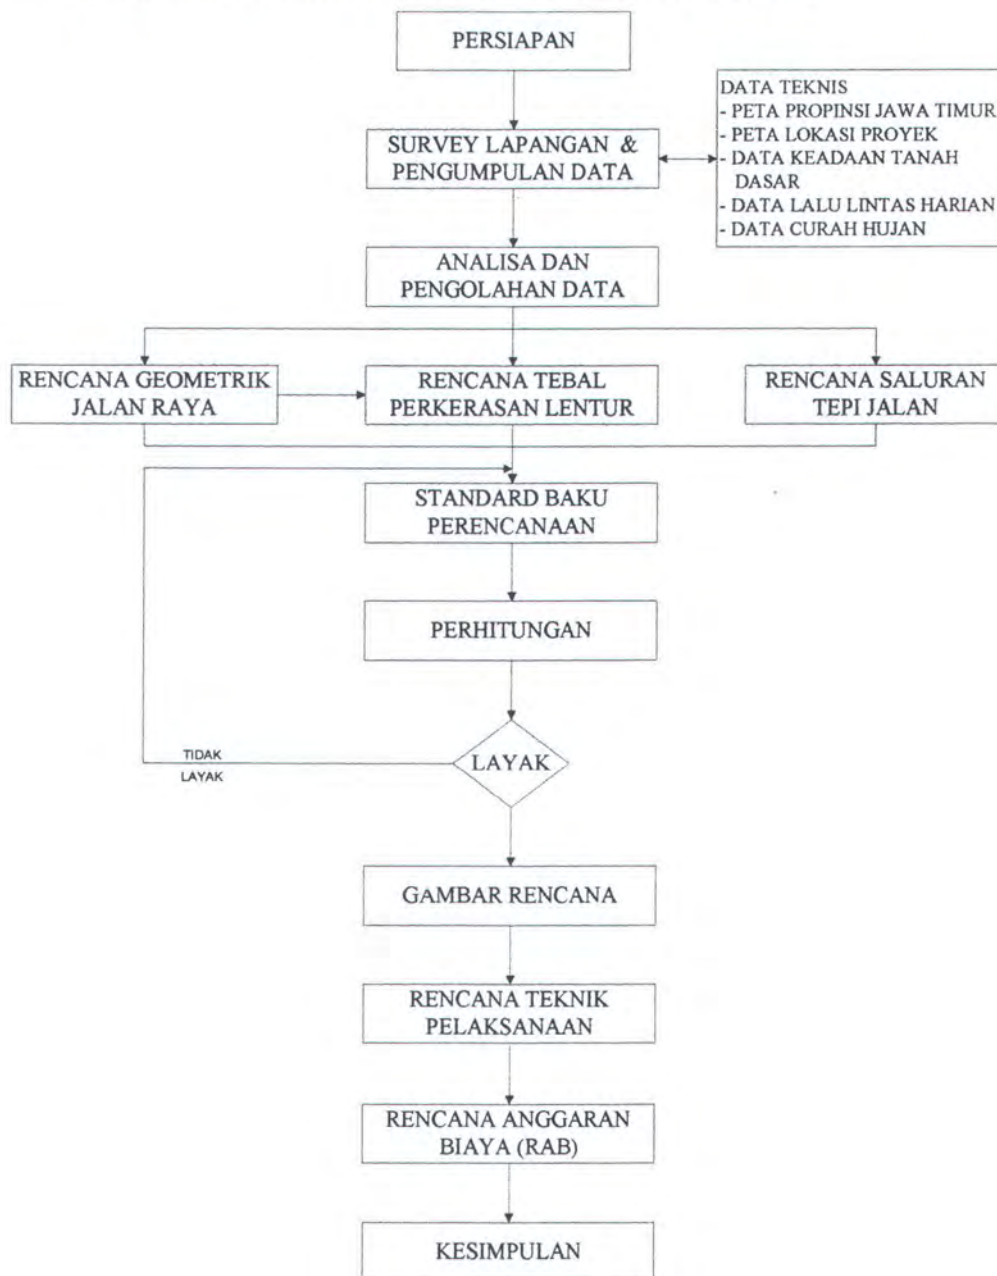 PERSIAPAN
DATA TEKNIS
- PETA PROPINSI JAWA TIMUR
- PETA LOKASI PROYEK
- DATA KEADAAN TANAH
DASAR
- DATA LALU LINTAS HARIAN
- DATA CURAH HUJAN
SURVEY LAPANGAN &
PENGUMPULAN DATA
ANALISA DAN
PENGOLAHAN DATA
RENCANA GEOMETRIK
JALAN RAYA
RENCANA TEBAL
PERKERASAN LENTUR
RENCANA SALURAN
TEPI JALAN
STANDARD BAKU
PERENCANAAN
PERHITUNGAN
LAYAK
TIDAK
LAYAK
GAMBAR RENCANA
RENCANA TEKNIK
PELAKSANAAN
RENCANA ANGGARAN
BIAYA (RAB)
KESIMPULAN